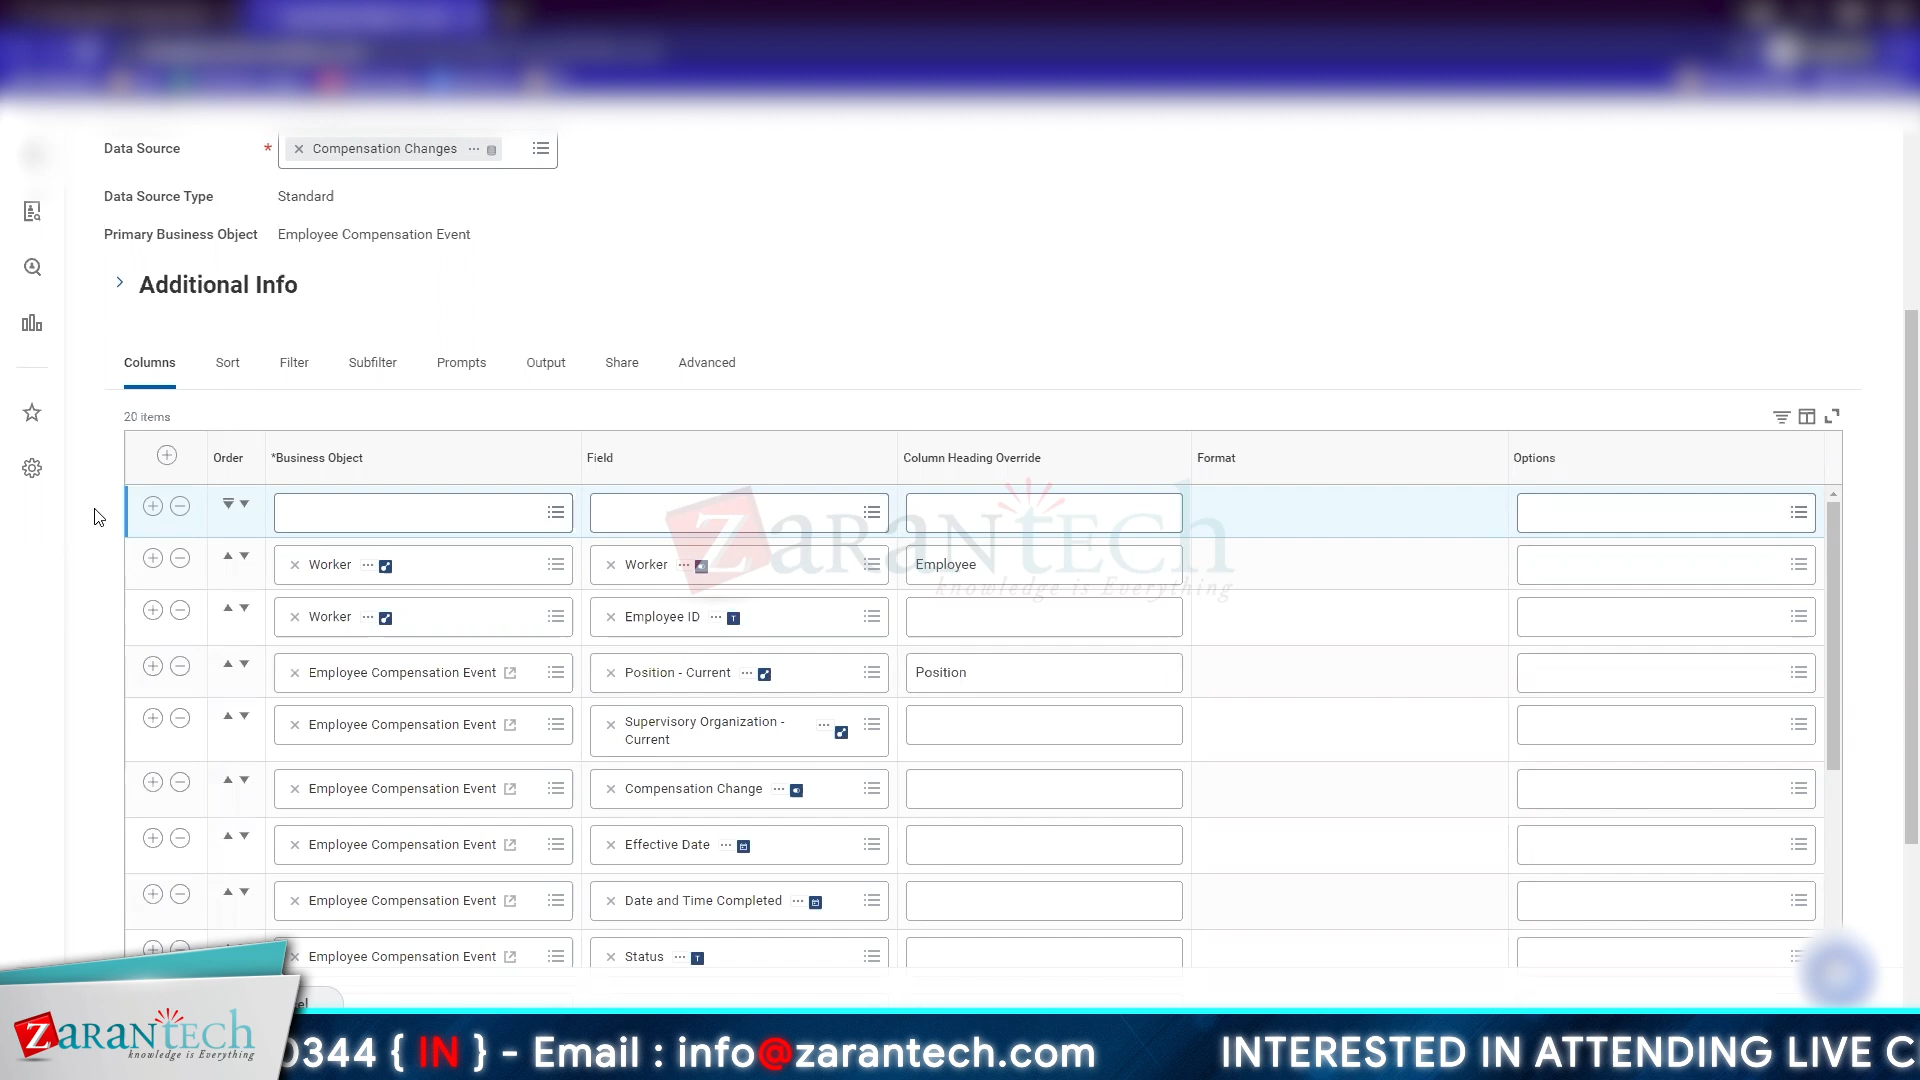 Data Source
*
Compensation Changes
Data Source Type
Standard
Primary Business Object
Employee Compensation Event
Additional Info
Columns
Sort
Filter
Subfilter
Prompts
Output
Share
Advanced
20 items
Order
*Business Object
Field
Column Heading Override
Format
Options
Worker
Worker
Employee
Worker
Employee ID
Employee Compensation Event
Position - Current
Position
Employee Compensation Event
Supervisory Organization -
Current
Employee Compensation Event
Compensation Change
Employee Compensation Event
Effective Date
Employee Compensation Event
Date and Time Completed
Employee Compensation Event
Status
ZaranTech
knowledge is Everything
ZaranTech
knowledge is Everything
0344 { IN } - Email : info@zarantech.com
INTERESTED IN ATTENDING LIVE C